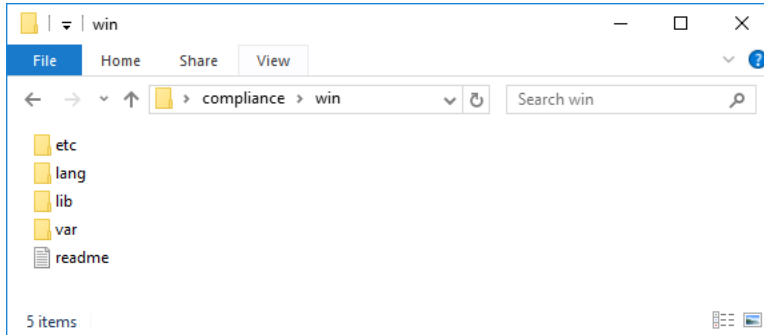 win
File Home Share View ?
compliance > win Search win
etc
lang
lib
var
readme
5 items